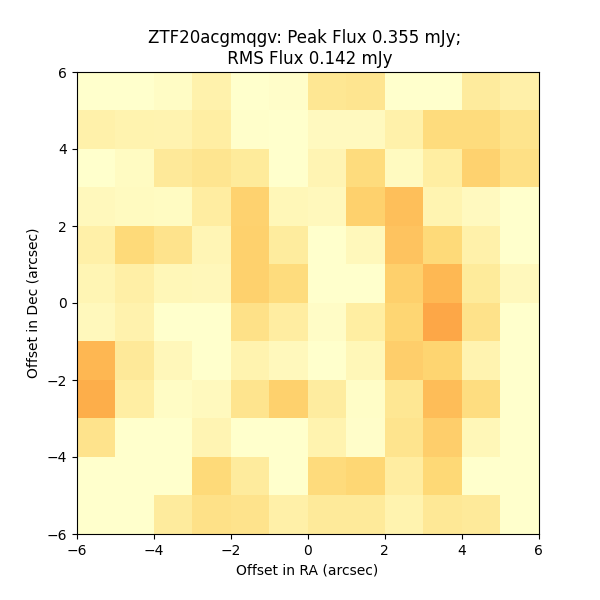 ZTF20acgmqgv: Peak Flux 0.355 mJy;
RMS Flux 0.142 mJy
6
4
2
0
−2
−4
−6
Offset in Dec (arcsec)
−6 −4 −2 0 2 4 6
Offset in RA (arcsec)